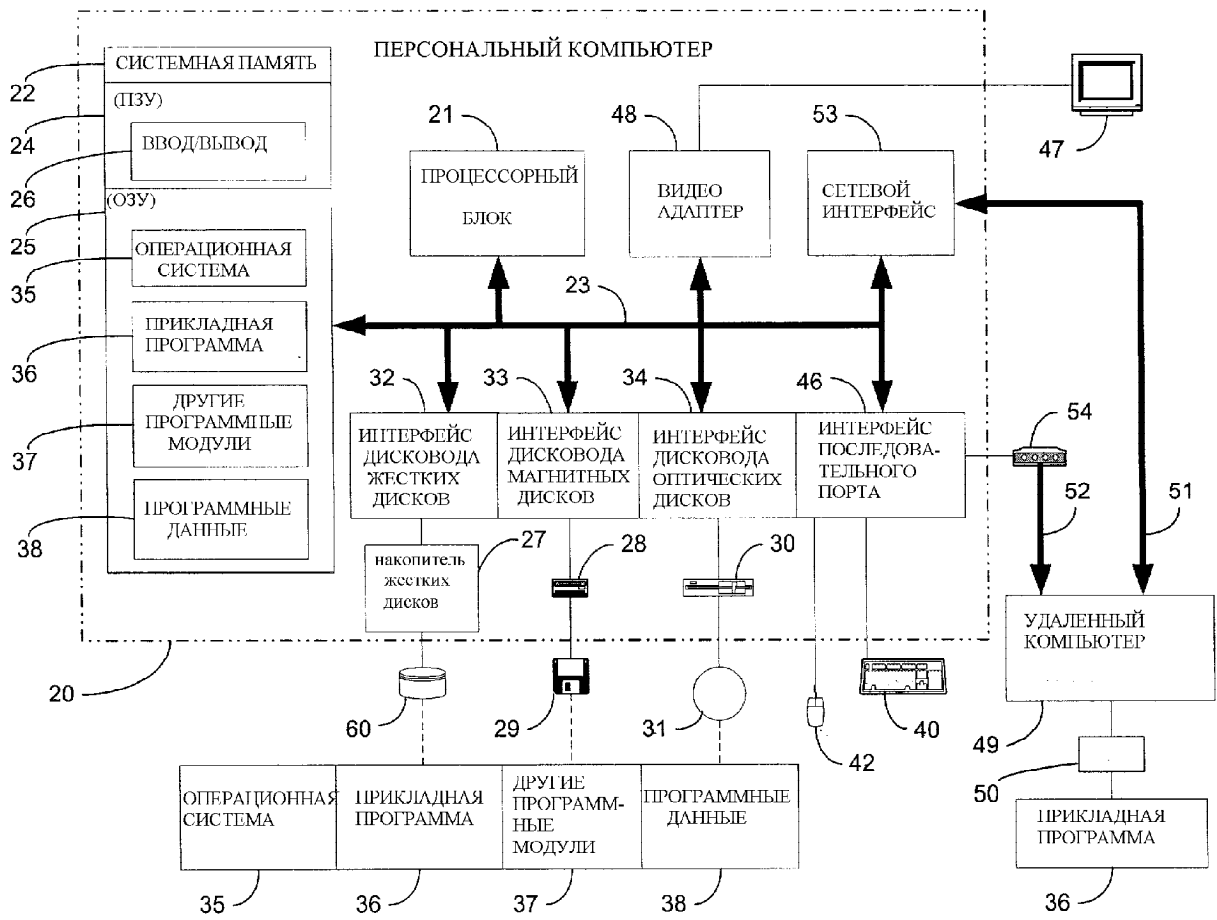 ПЕРСОНАЛЬНЫЙ КОМПЬЮТЕР
СИСТЕМНАЯ ПАМЯТЬ
22
(ПЗУ)
24
ВВОД/ВЫВОД
26
(ОЗУ)
25
ОПЕРАЦИОННАЯ
СИСТЕМА
35
ПРИКЛАДНАЯ
ПРОГРАММА
36
ДРУГИЕ
ПРОГРАММНЫЕ
МОДУЛИ
37
ПРОГРАММНЫЕ
ДАННЫЕ
38
21
ПРОЦЕССОРНЫЙ
БЛОК
48
ВИДЕО
АДАПТЕР
53
СЕТЕВОЙ
ИНТЕРФЕЙС
47
23
32
ИНТЕРФЕЙС
ДИСКОВОДА
ЖЕСТКИХ
ДИСКОВ
33
ИНТЕРФЕЙС
ДИСКОВОДА
МАГНИТНЫХ
ДИСКОВ
34
ИНТЕРФЕЙС
ДИСКОВОДА
ОПТИЧЕСКИХ
ДИСКОВ
46
ИНТЕРФЕЙС
ПОСЛЕДОВА-
ТЕЛЬНОГО
ПОРТА
54
52
51
накопитель
жестких
дисков
27
28
30
УДАЛЕННЫЙ
КОМПЬЮТЕР
20
60
29
31
42
40
49
50
ОПЕРАЦИОННАЯ
СИСТЕМА
ПРИКЛАДНАЯ
ПРОГРАММА
ДРУГИЕ
ПРОГРАММ-
НЫЕ
МОДУЛИ
ПРОГРАММНЫЕ
ДАННЫЕ
ПРИКЛАДНАЯ
ПРОГРАММА
35
36
37
38
36